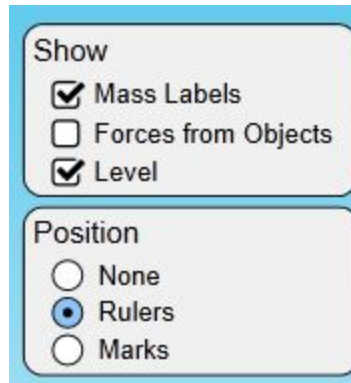 Show
Mass Labels
Forces from Objects
Level
Position
None
Rulers
Marks